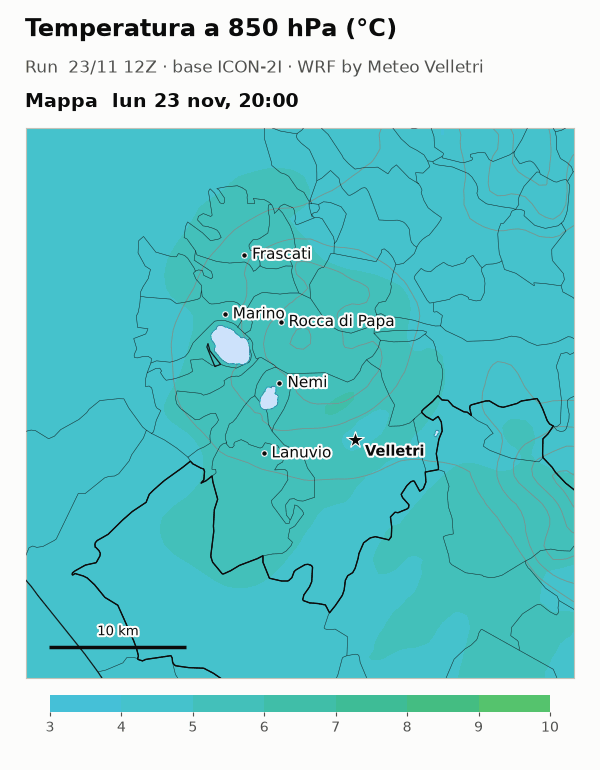 Temperatura a 850 hPa (°C)
Run  23/11 12Z · base ICON-2I · WRF by Meteo Velletri
Mappa  lun 23 nov, 20:00
Frascati
Marino
Rocca di Papa
Nemi
Velletri
Lanuvio
10 km
3 4 5 6 7 8 9 10